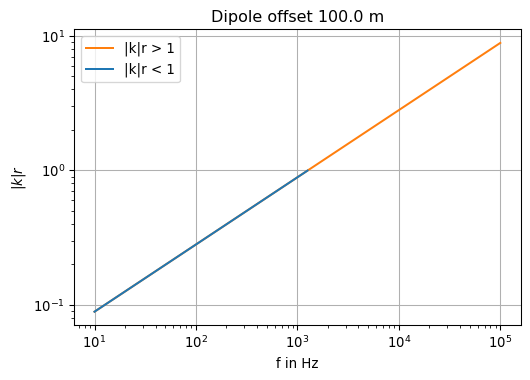 Dipole offset 100.0 m
|k|r > 1
|k|r < 1
10¹
10⁰
10⁻¹
|k|r
10¹ 10² 10³ 10⁴ 10⁵
f in Hz